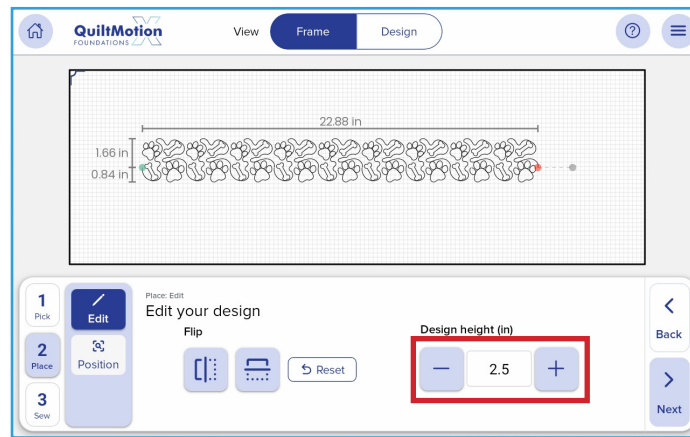 QuiltMotion
FOUNDATIONS
X
View
Frame
Design
?
22.88 in
1.66 in
0.84 in
1
Pick
2
Place
3
Sew
Edit
Position
Place: Edit
Edit your design
Flip
Reset
Design height (in)
2.5
Back
Next